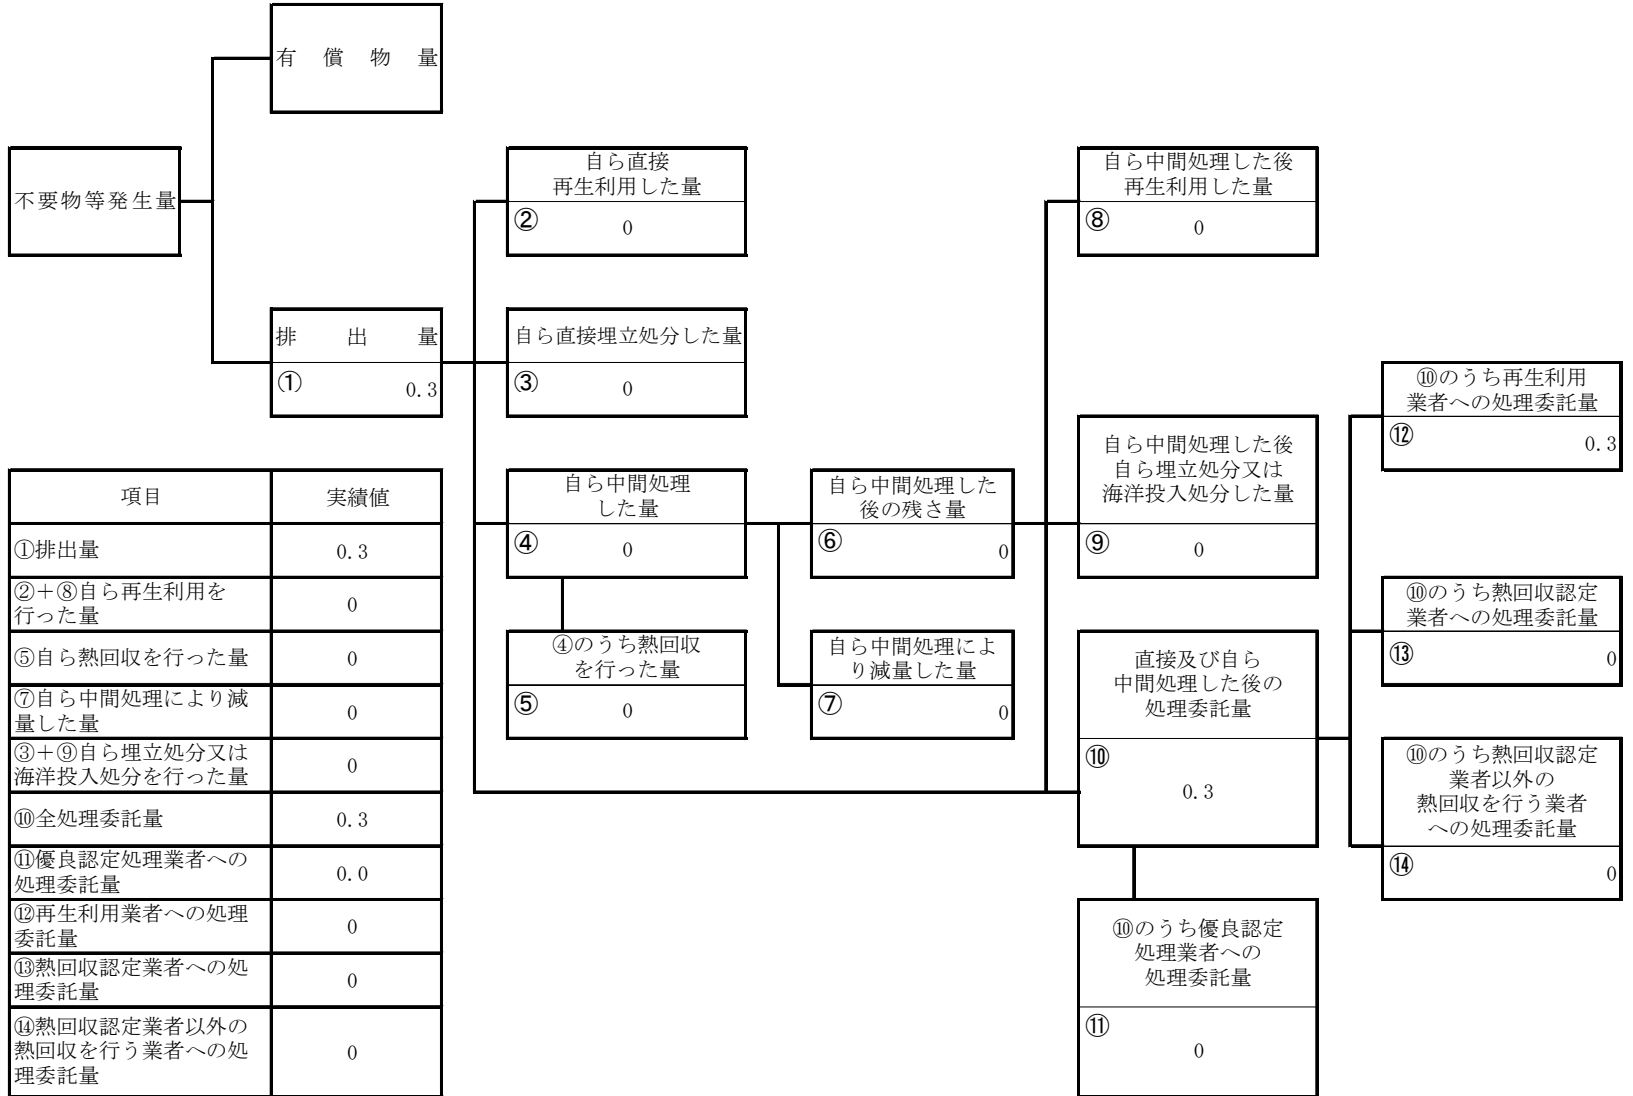 有償物量
不要物等発生量
排出量
①
0.3
自ら直接
再生利用した量
②
0
自ら直接埋立処分した量
③
0
自ら中間処理
した量
④
0
④のうち熱回収
を行った量
⑤
0
自ら中間処理した
後の残さ量
⑥
0
自ら中間処理によ
り減量した量
⑦
0
自ら中間処理した後
再生利用した量
⑧
0
自ら中間処理した後
自ら埋立処分又は
海洋投入処分した量
⑨
0
直接及び自ら
中間処理した後の
処理委託量
⑩
0.3
⑩のうち優良認定
処理業者への
処理委託量
⑪
0
⑩のうち再生利用
業者への処理委託量
⑫
0.3
⑩のうち熱回収認定
業者への処理委託量
⑬
0
⑩のうち熱回収認定
業者以外の
熱回収を行う業者
への処理委託量
⑭
0
項目 実績値
①排出量 0.3
②＋⑧自ら再生利用を
行った量 0
⑤自ら熱回収を行った量 0
⑦自ら中間処理により減
量した量 0
③＋⑨自ら埋立処分又は
海洋投入処分を行った量 0
⑩全処理委託量 0.3
⑪優良認定処理業者への
処理委託量 0.0
⑫再生利用業者への処理
委託量 0
⑬熱回収認定業者への処
理委託量 0
⑭熱回収認定業者以外の
熱回収を行う業者への処
理委託量 0